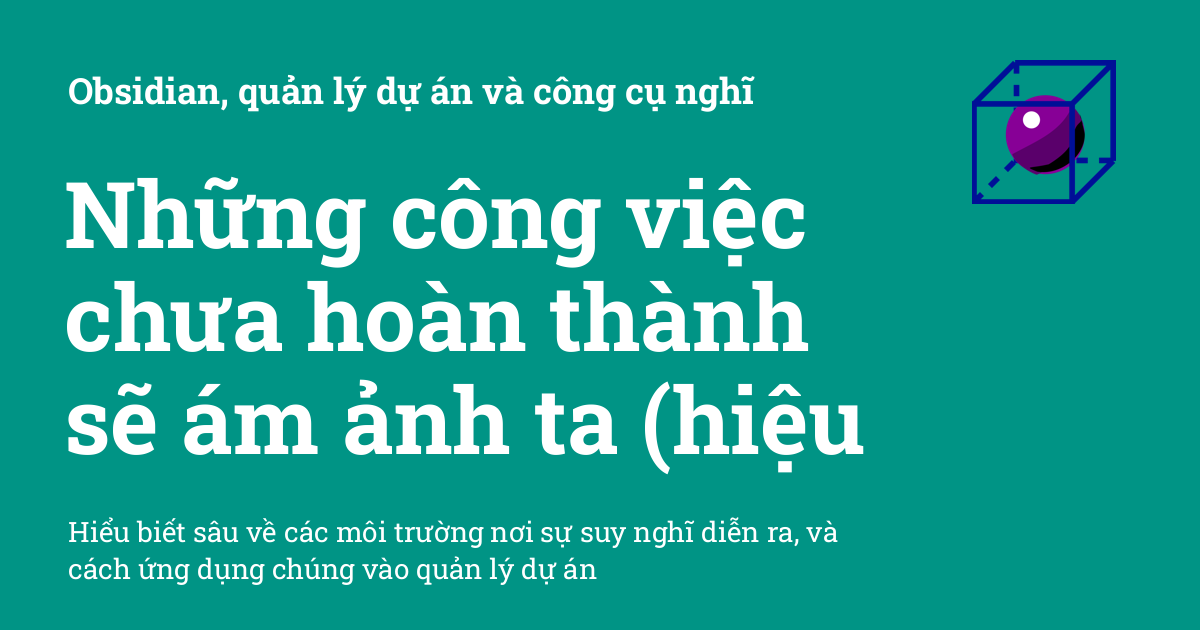 Obsidian, quản lý dự án và công cụ nghĩ
Những công việc
chưa hoàn thành
sẽ ám ảnh ta (hiệu
Hiểu biết sâu về các môi trường nơi sự suy nghĩ diễn ra, và
cách ứng dụng chúng vào quản lý dự án